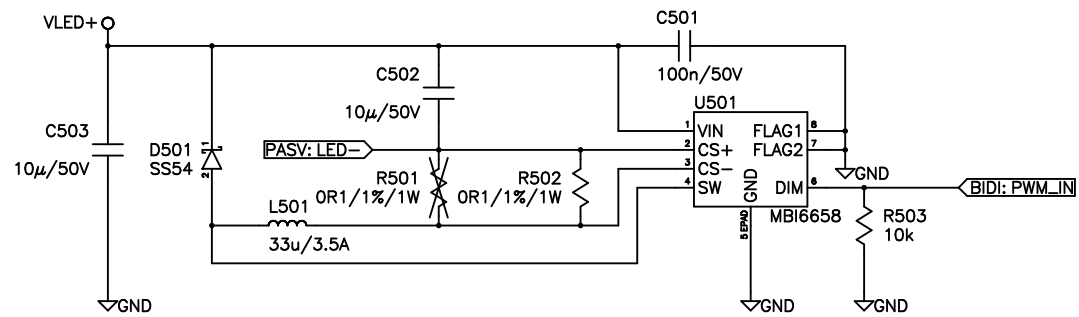 VLED+
C501
100n/50V
C502
10µ/50V
U501
C503
10µ/50V
D501
SS54
1
2
PASV: LED-
R501
0R1/1%/1W
R502
0R1/1%/1W
1
2
3
4
VIN
CS+
CS-
SW
FLAG1
FLAG2
GND
DIM
8
7
6
5 EPAD
MBI6658
GND
BIDI: PWM_IN
L501
33u/3.5A
R503
10k
GND
GND
GND